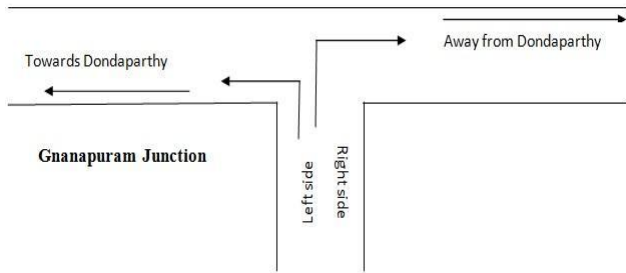 Away from Dondaparthy
Towards Dondaparthy
Gnanapuram Junction
Left side
Right side